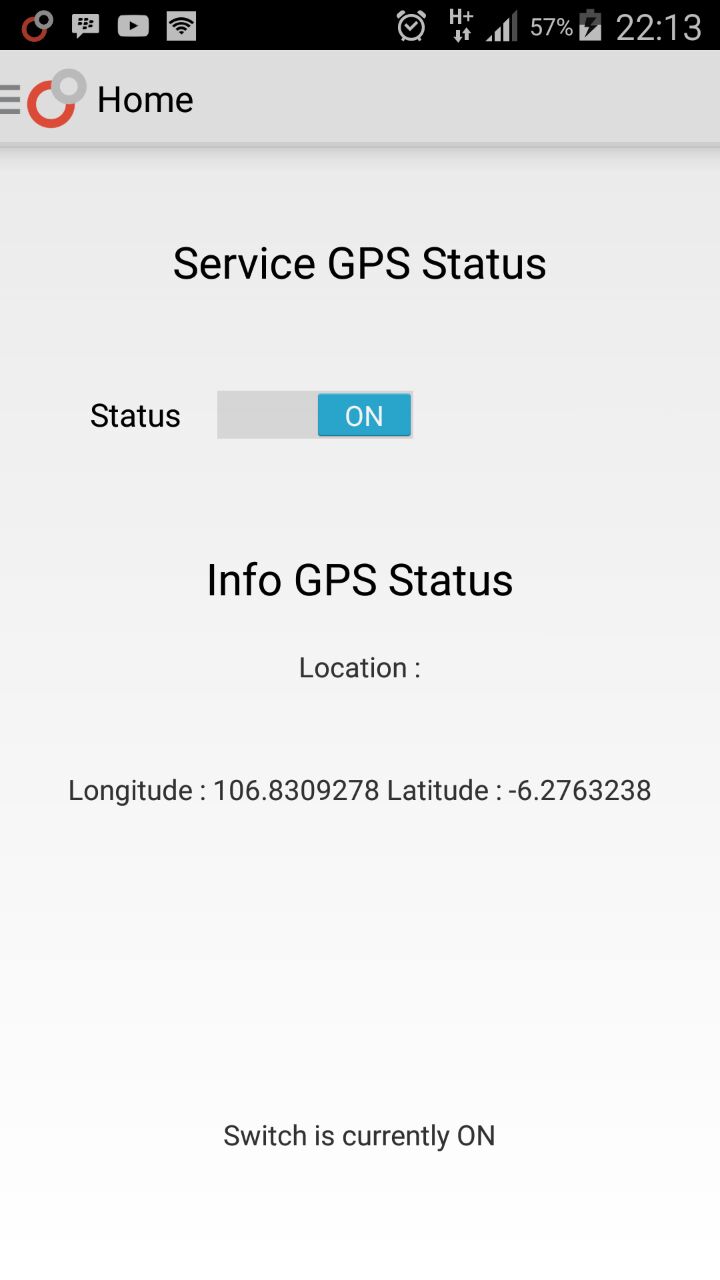 H+ 57% 22:13
Home
Service GPS Status
Status ON
Info GPS Status
Location :
Longitude : 106.8309278 Latitude : -6.2763238
Switch is currently ON